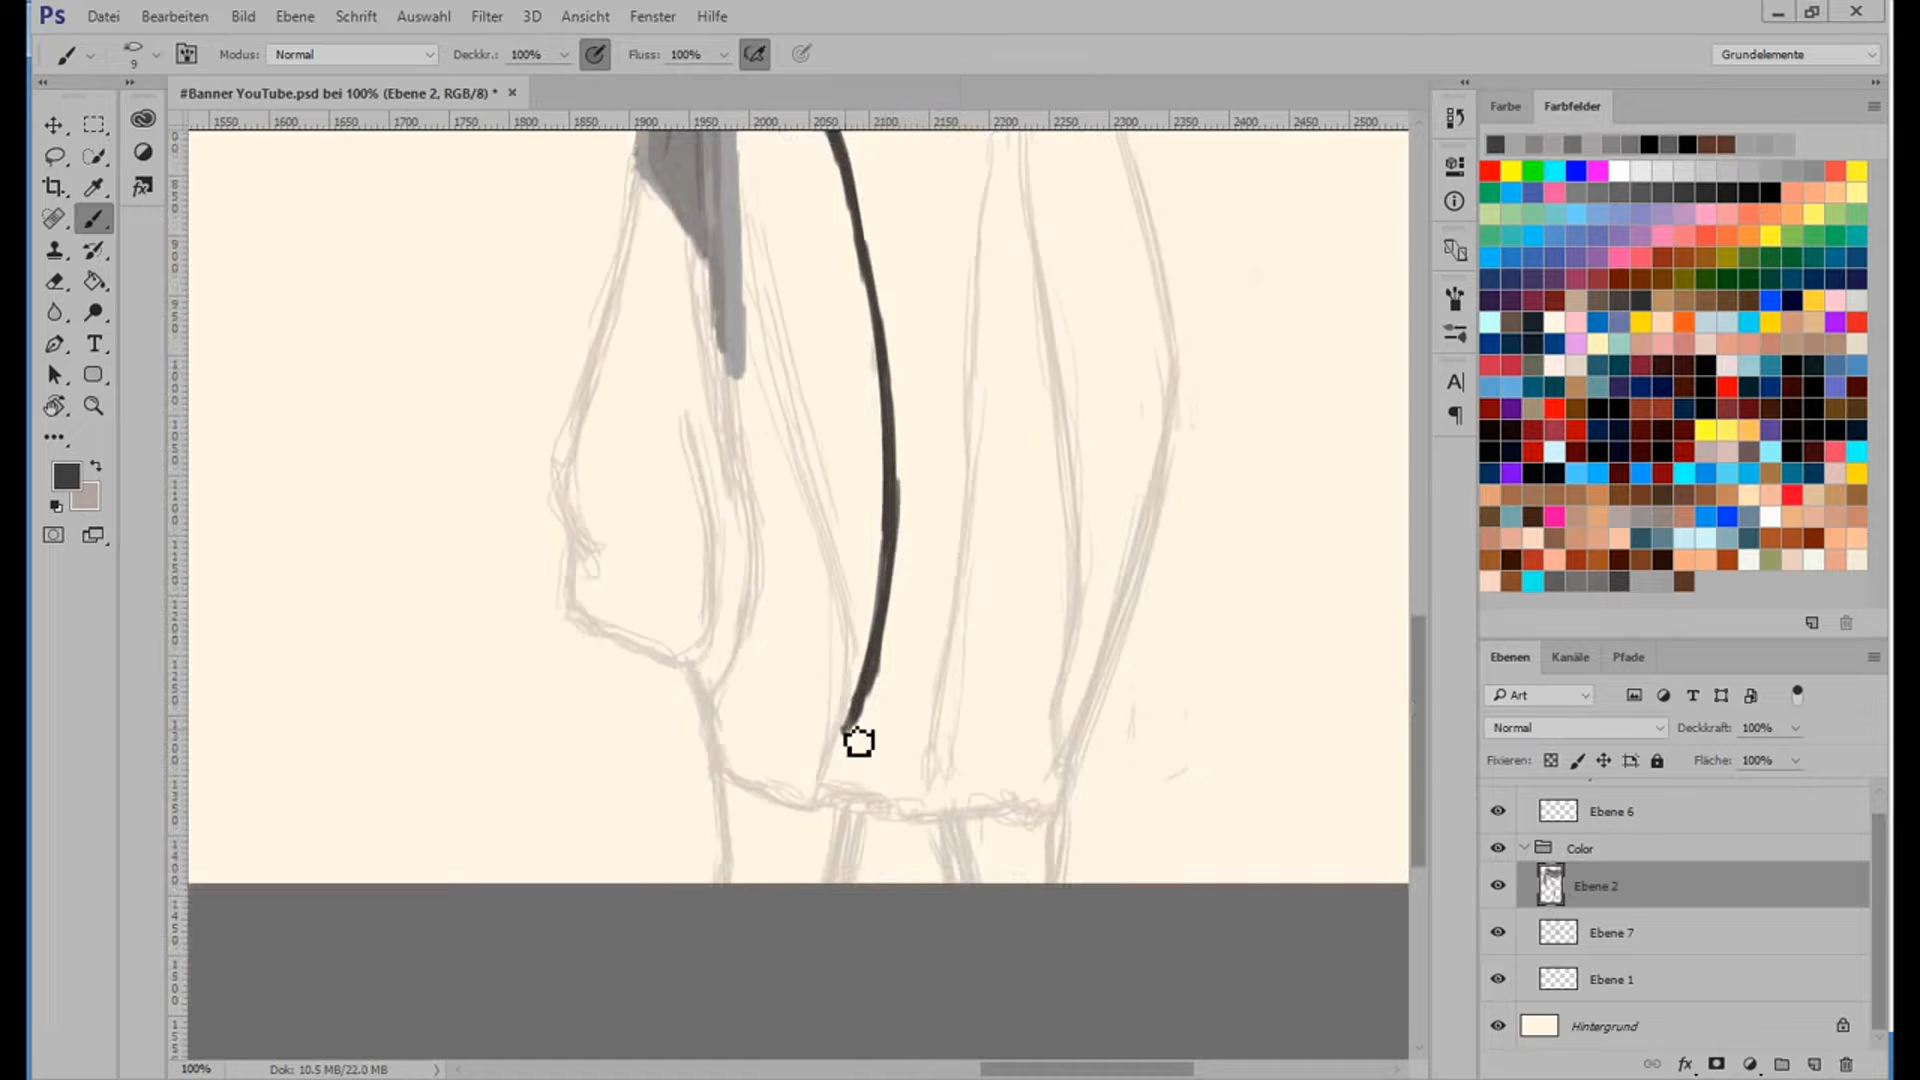 Ps Datei Bearbeiten Bild Ebene Schrift Auswahl Filter 3D Ansicht Fenster Hilfe
9 Modus: Normal Deckkr.: 100% Fluss: 100% Grundelemente
#Banner YouTube.psd bei 100% (Ebene 2, RGB/8) *
Farbe Farbfelder
1550 1600 1650 1700 1750 1800 1850 1900 1950 2000 2050 2100 2150 2200 2250 2300 2350 2400 2450 2500
Ebenen Kanäle Pfade
Art
Normal Deckkraft: 100%
Fixieren: Fläche: 100%
Ebene 6
Color
Ebene 2
Ebene 7
Ebene 1
Hintergrund
fx
100% Dok: 10.5 MB/22.0 MB